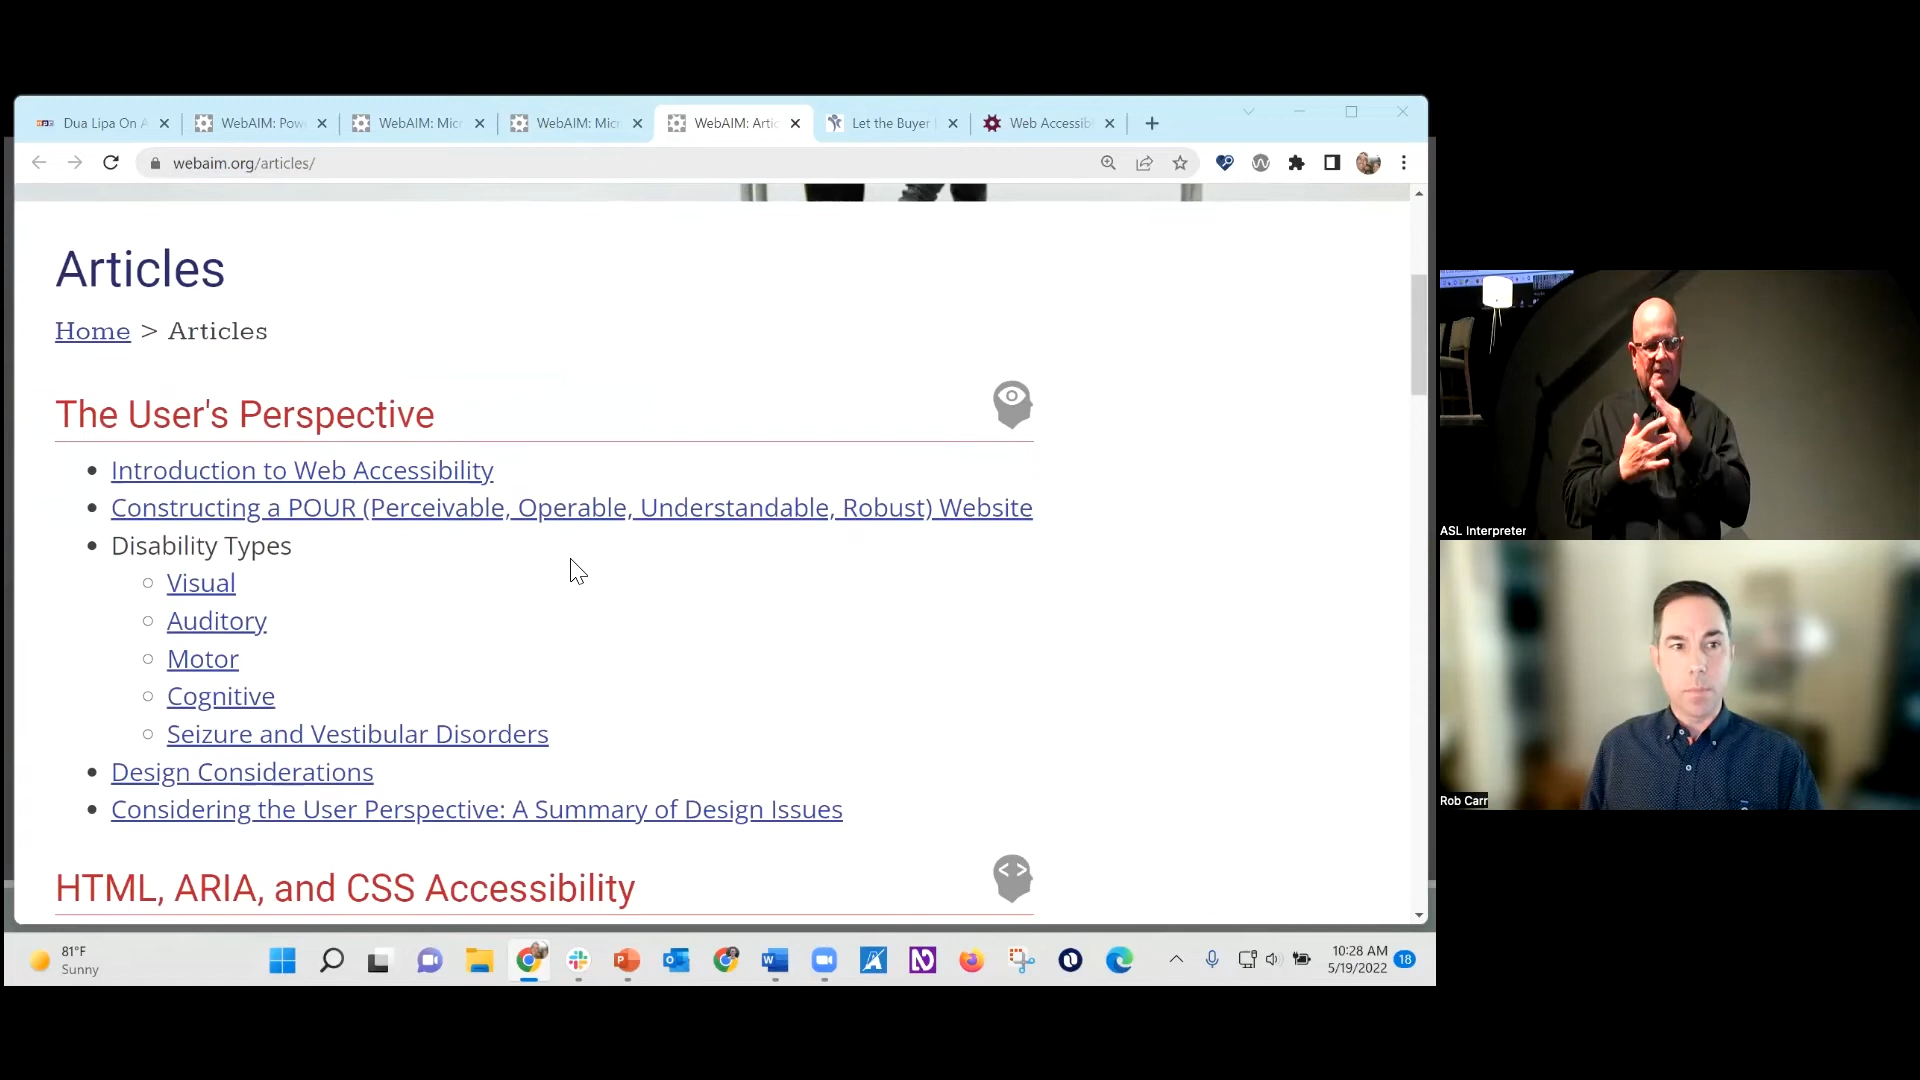 Dua Lipa On A
WebAIM: Pow
WebAIM: Micr
WebAIM: Micr
WebAIM: Artic
Let the Buyer
Web Accessib
webaim.org/articles/
Articles
Home > Articles
The User's Perspective
Introduction to Web Accessibility
Constructing a POUR (Perceivable, Operable, Understandable, Robust) Website
Disability Types
Visual
Auditory
Motor
Cognitive
Seizure and Vestibular Disorders
Design Considerations
Considering the User Perspective: A Summary of Design Issues
HTML, ARIA, and CSS Accessibility
ASL Interpreter
Rob Carr
81°F
Sunny
10:28 AM
5/19/2022
18